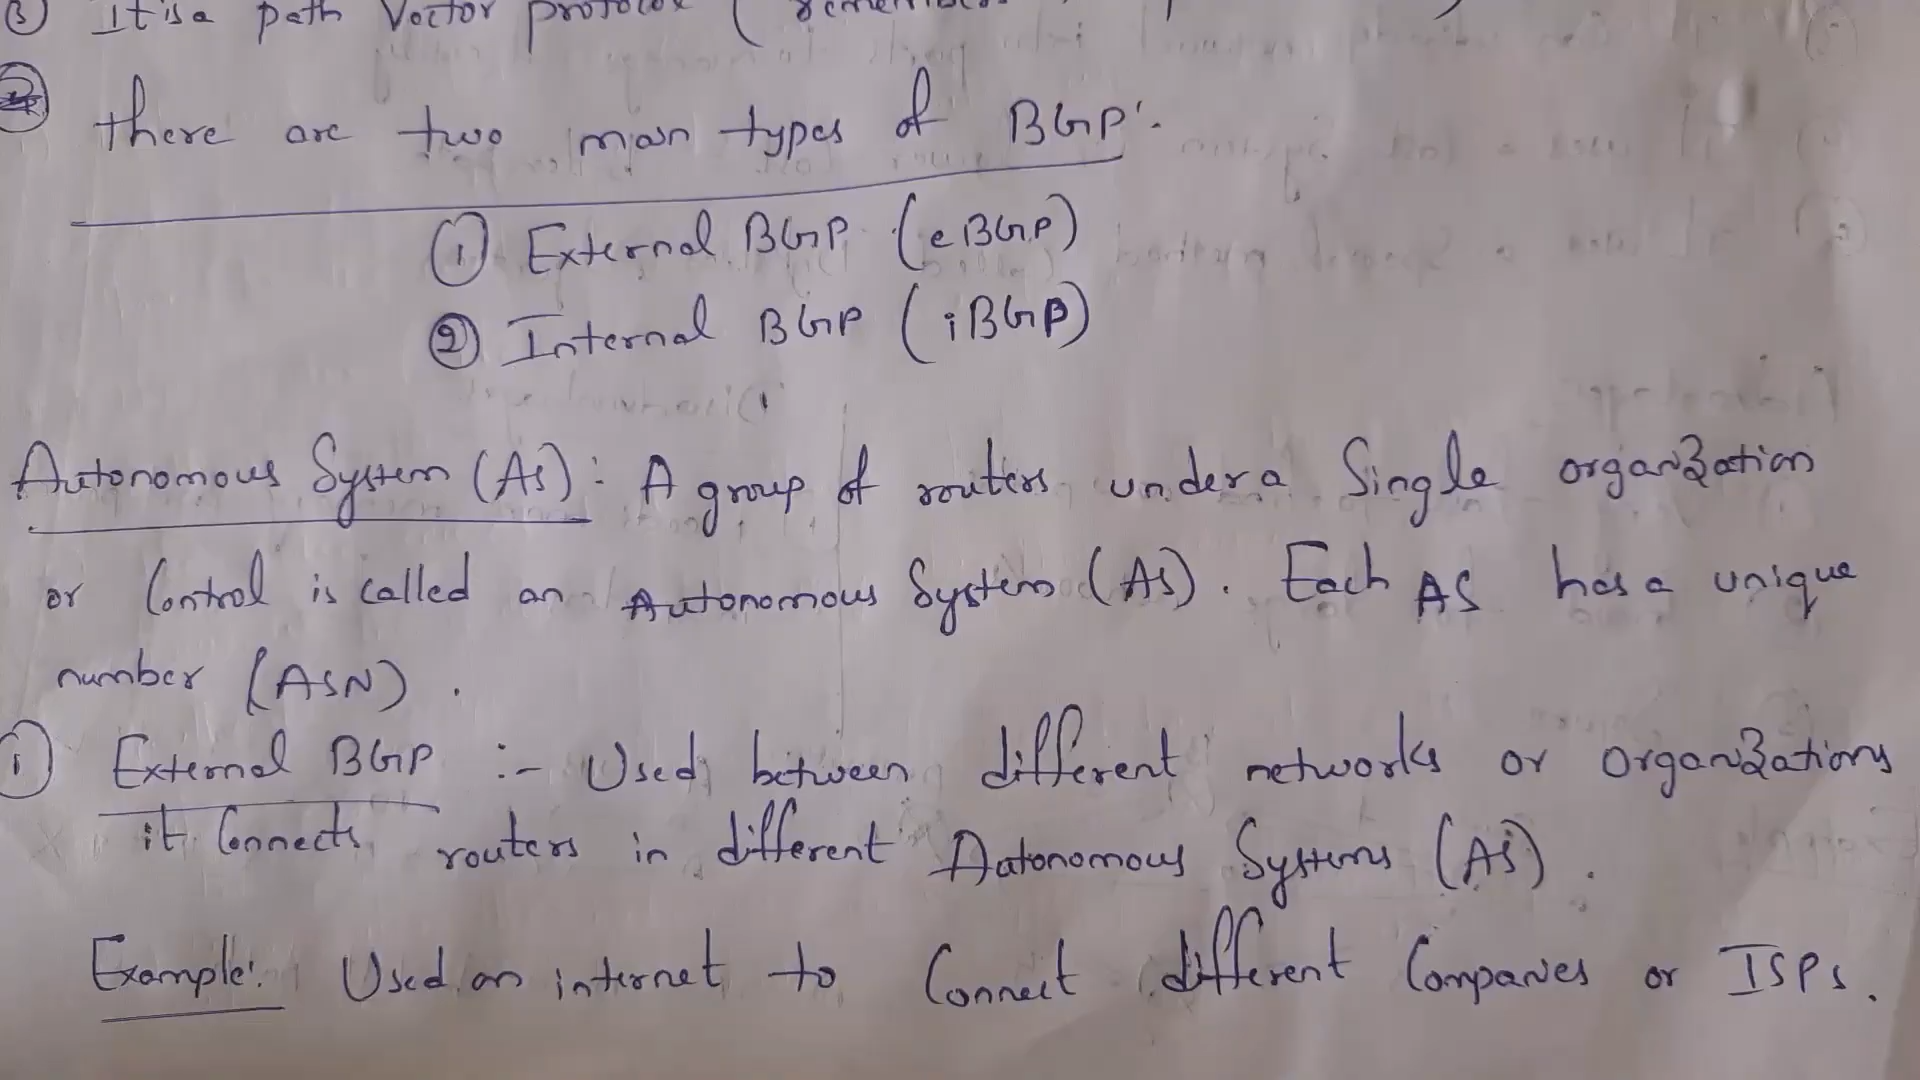 ③ It is a path vector protocol (
④ there are two main types of BGP:-
① External BGP (eBGP)
② Internal BGP (iBGP)
Autonomous System (AS): A group of routers under a Single organization
or Control is called an Autonomous System (AS). Each AS has a unique
number (ASN).
① External BGP :- Used between different networks or organizations
it Connects routers in different Autonomous Systems (AS).
Example: Used on internet to Connect different Companies or ISPs.